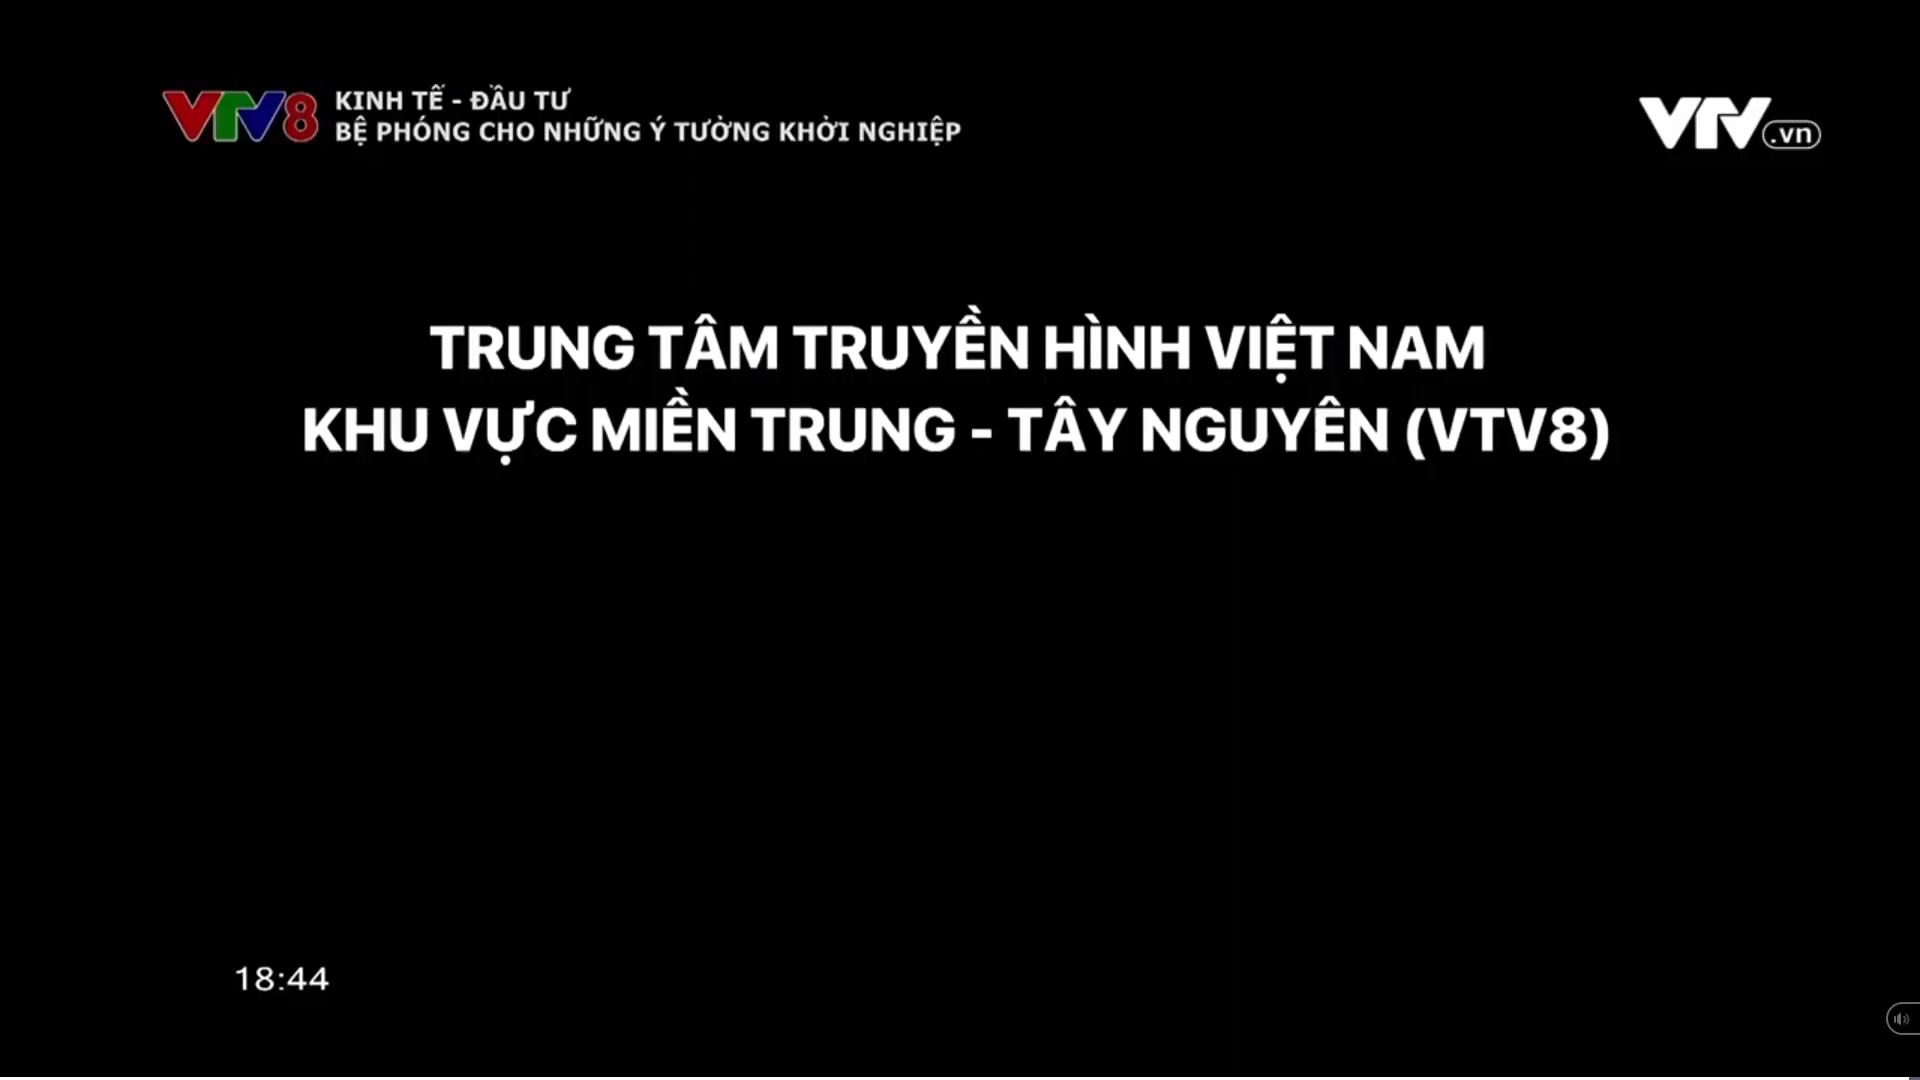 VTV8
KINH TẾ - ĐẦU TƯ
BỆ PHÓNG CHO NHỮNG Ý TƯỞNG KHỞI NGHIỆP
VTV.vn
TRUNG TÂM TRUYỀN HÌNH VIỆT NAM
KHU VỰC MIỀN TRUNG - TÂY NGUYÊN (VTV8)
18:44